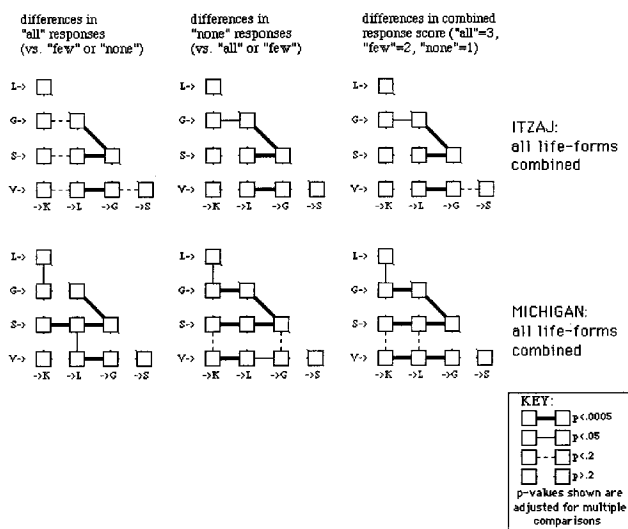 differences in
"all" responses
(vs. "few" or "none")
differences in
"none" responses
(vs. "all" or "few")
differences in combined
response score ("all"=3,
"few"=2, "none"=1)
L->
G->
S->
V->
->K ->L ->G ->S
L->
G->
S->
V->
->K ->L ->G ->S
L->
G->
S->
V->
->K ->L ->G ->S
ITZAJ:
all life-forms
combined
L->
G->
S->
V->
->K ->L ->G ->S
L->
G->
S->
V->
->K ->L ->G ->S
L->
G->
S->
V->
->K ->L ->G ->S
MICHIGAN:
all life-forms
combined
KEY:
p<.0005
p<.05
p<.2
p>.2
p-values shown are
adjusted for multiple
comparisons